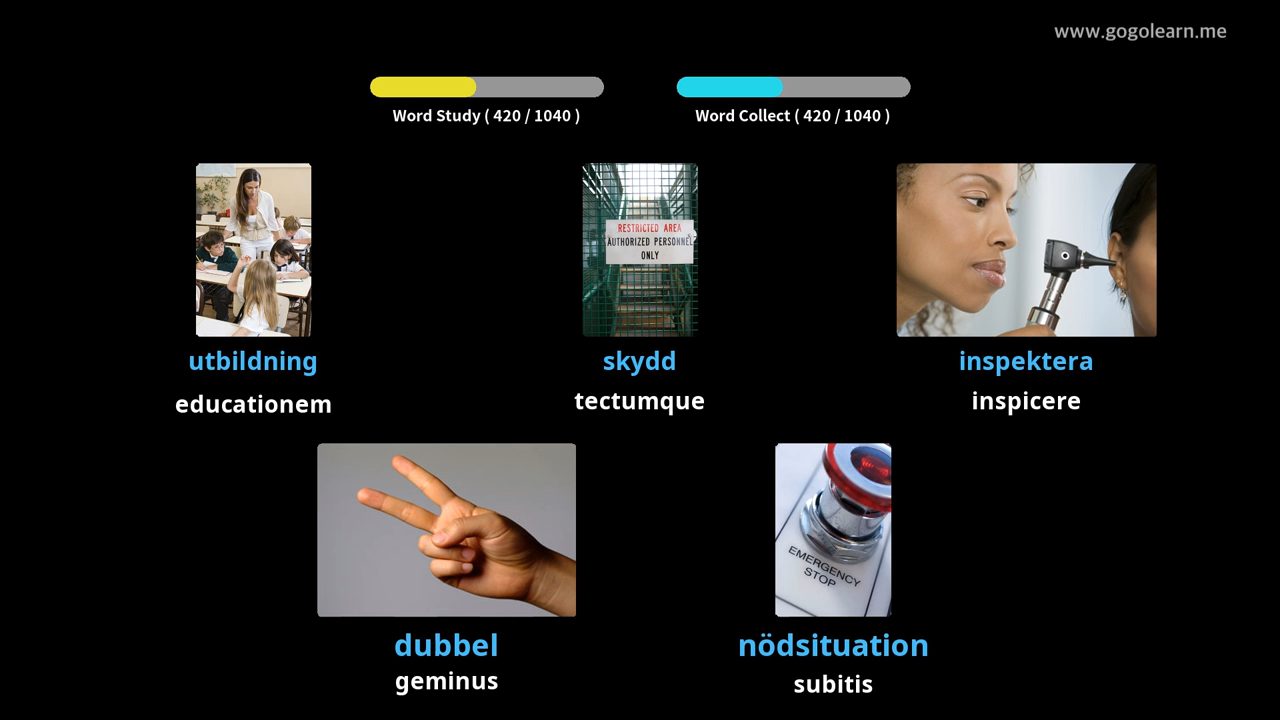 www.gogolearn.me
Word Study ( 420 / 1040 )
Word Collect ( 420 / 1040 )
RESTRICTED AREA
AUTHORIZED PERSONNEL
ONLY
utbildning
skydd
inspektera
educationem
tectumque
inspicere
EMERGENCY
STOP
dubbel
nödsituation
geminus
subitis